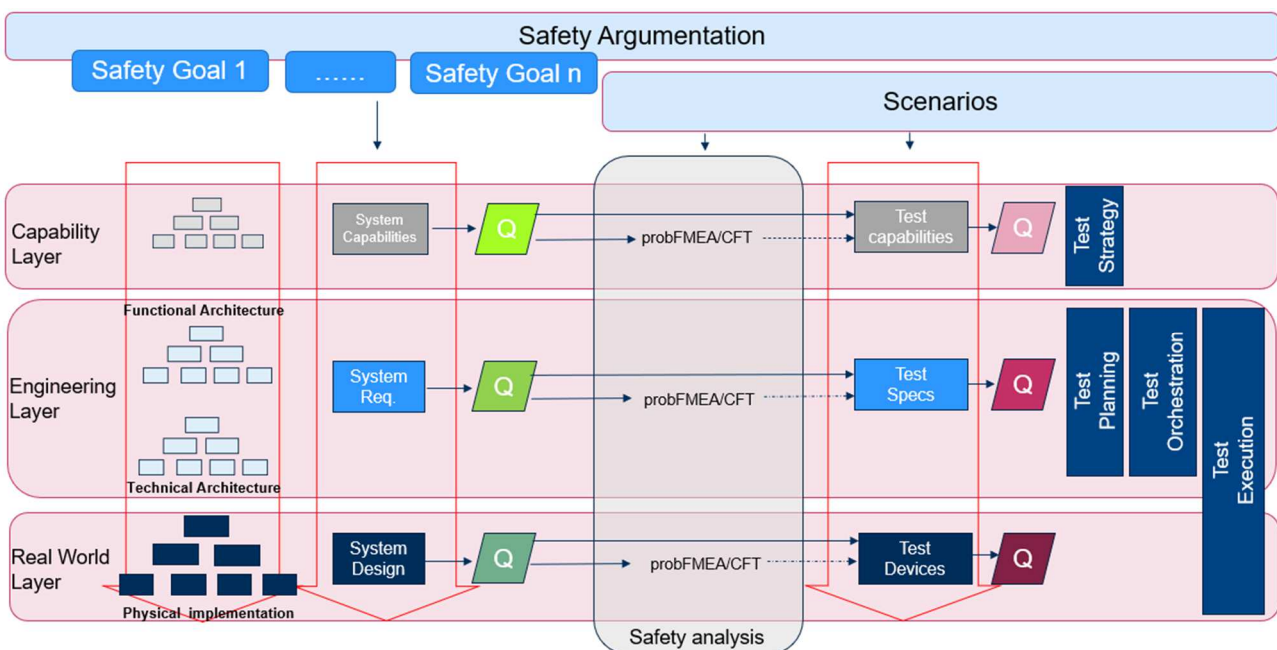 Safety Argumentation
Safety Goal 1
......
Safety Goal n
Scenarios
Capability
Layer
System
Capabilities
Q
probFMEA/CFT
Test
capabilities
Q
Test
Strategy
Functional Architecture
Engineering
Layer
System
Req.
Q
probFMEA/CFT
Test
Specs
Q
Test
Planning
Test
Orchestration
Test
Execution
Technical Architecture
Real World
Layer
System
Design
Q
probFMEA/CFT
Test
Devices
Q
Physical implementation
Safety analysis